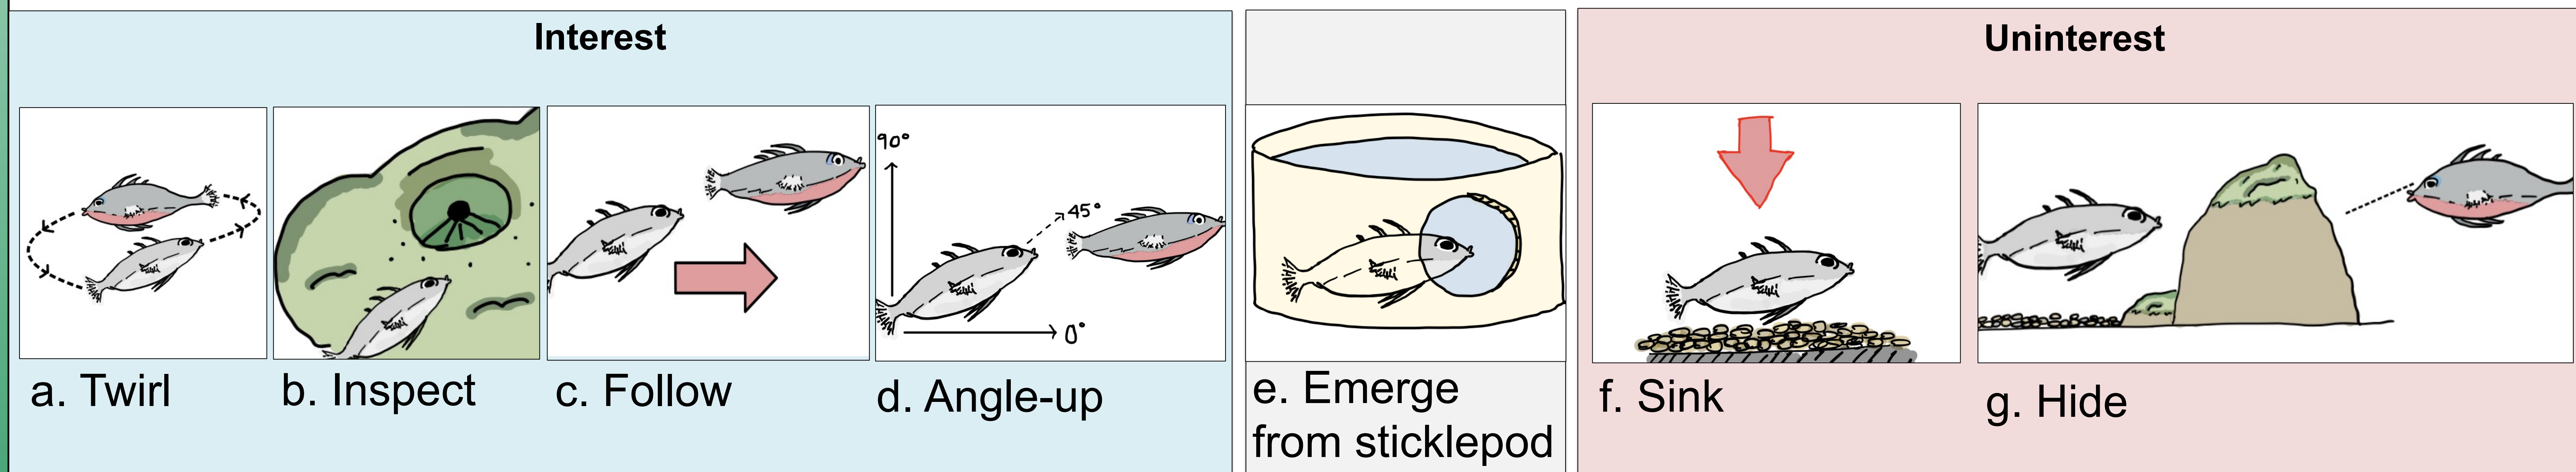 Interest
Uninterest
90°
45°
0°
a. Twirl
b. Inspect
c. Follow
d. Angle-up
e. Emerge
from sticklepod
f. Sink
g. Hide